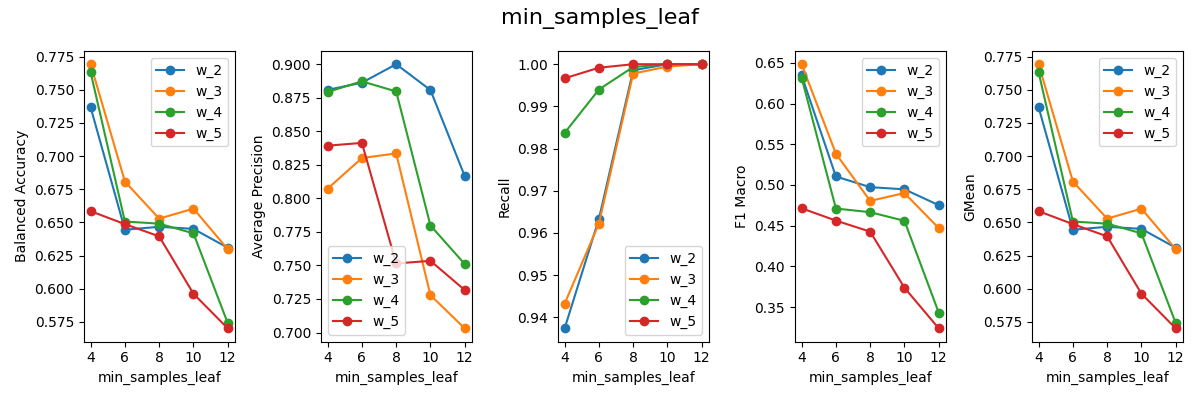 min_samples_leaf
Balanced Accuracy
0.775
0.750
0.725
0.700
0.675
0.650
0.625
0.600
0.575
w_2
w_3
w_4
w_5
4 6 8 10 12
min_samples_leaf
Average Precision
0.900
0.875
0.850
0.825
0.800
0.775
0.750
0.725
0.700
w_2
w_3
w_4
w_5
4 6 8 10 12
min_samples_leaf
Recall
1.00
0.99
0.98
0.97
0.96
0.95
0.94
w_2
w_3
w_4
w_5
4 6 8 10 12
min_samples_leaf
F1 Macro
0.65
0.60
0.55
0.50
0.45
0.40
0.35
w_2
w_3
w_4
w_5
4 6 8 10 12
min_samples_leaf
GMean
0.775
0.750
0.725
0.700
0.675
0.650
0.625
0.600
0.575
w_2
w_3
w_4
w_5
4 6 8 10 12
min_samples_leaf